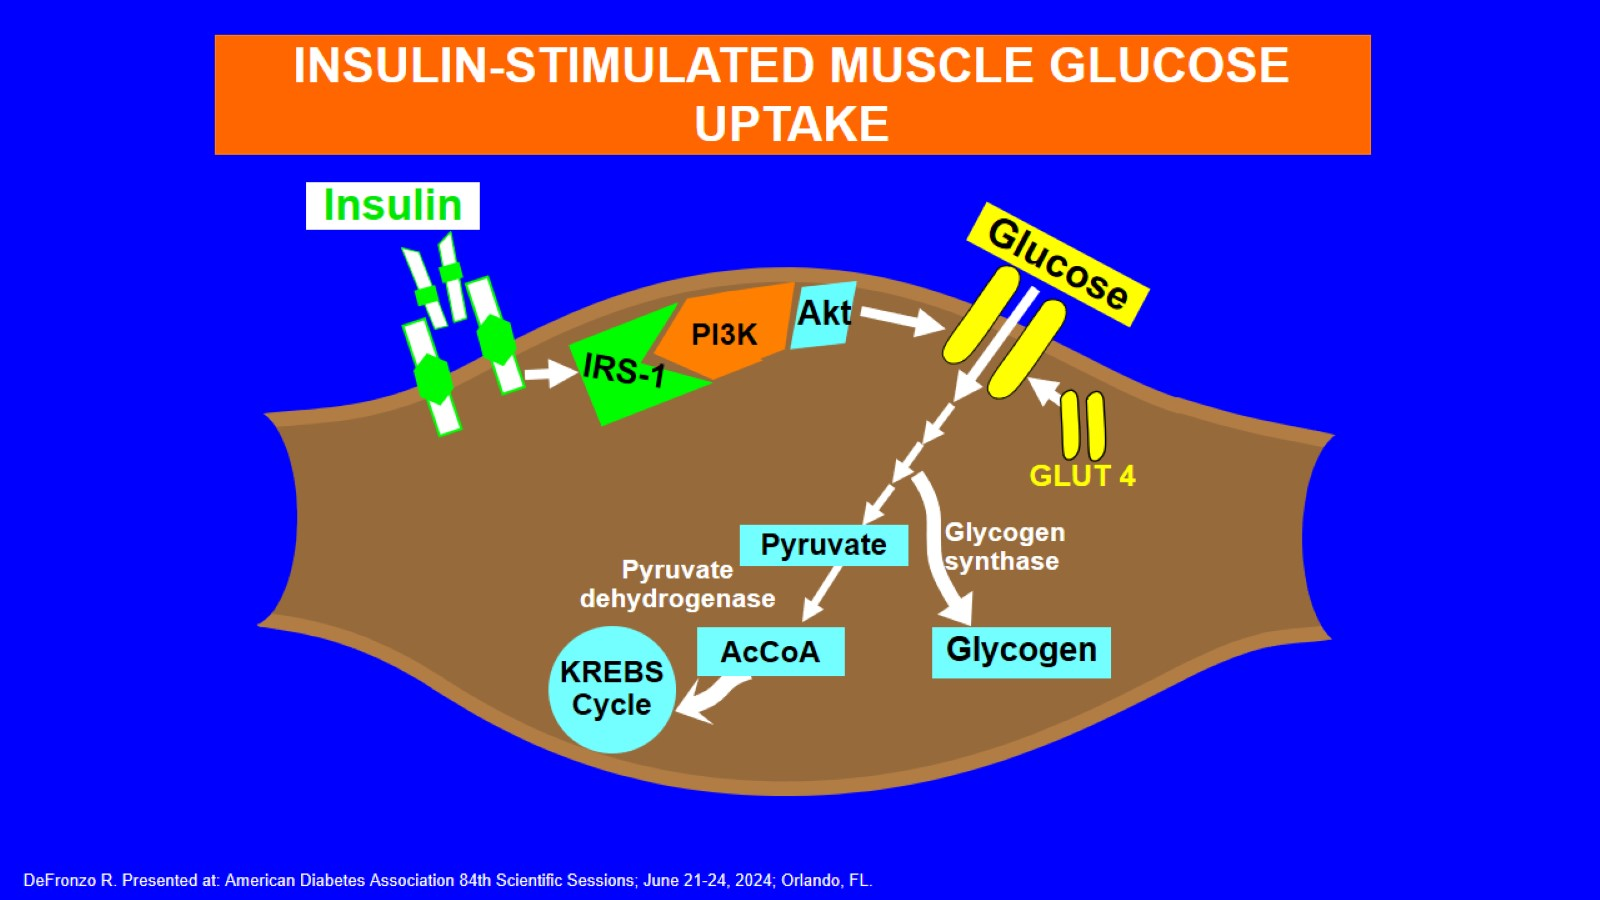 INSULIN-STIMULATED MUSCLE GLUCOSE
UPTAKE
Insulin
Glucose
IRS-1
PI3K
Akt
GLUT 4
Pyruvate
Glycogen
synthase
Pyruvate
dehydrogenase
AcCoA
Glycogen
KREBS
Cycle
DeFronzo R. Presented at: American Diabetes Association 84th Scientific Sessions; June 21-24, 2024; Orlando, FL.